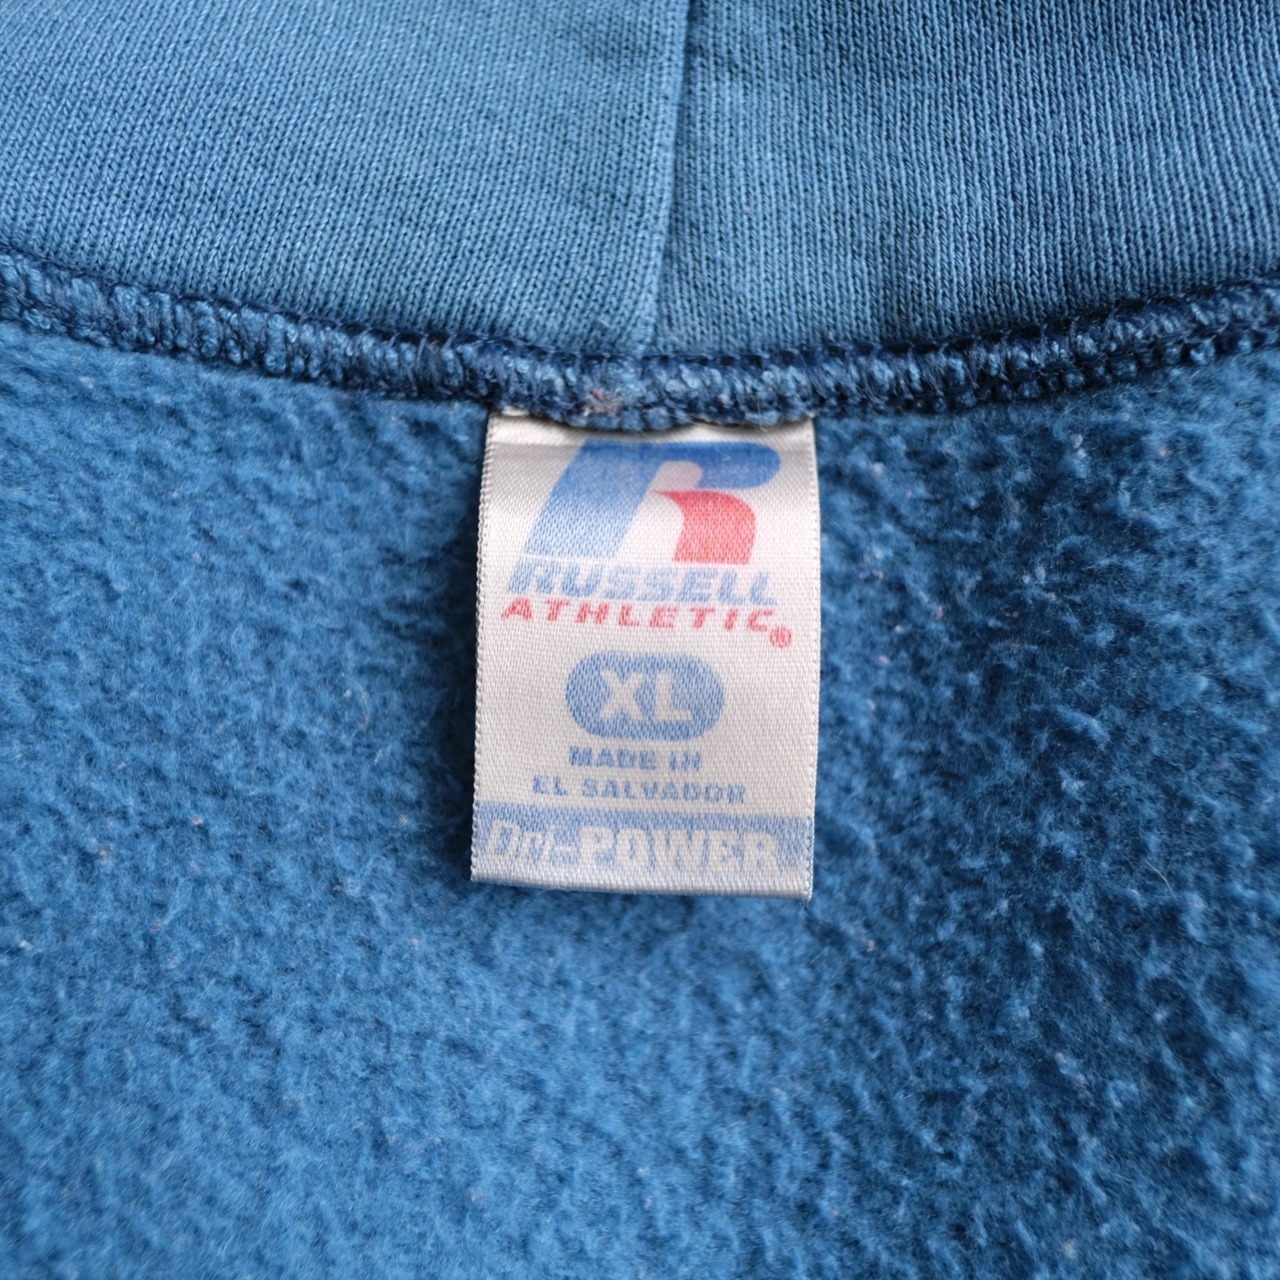 RUSSELL
ATHLETIC®
XL
MADE IN
EL SALVADOR
Dri-POWER